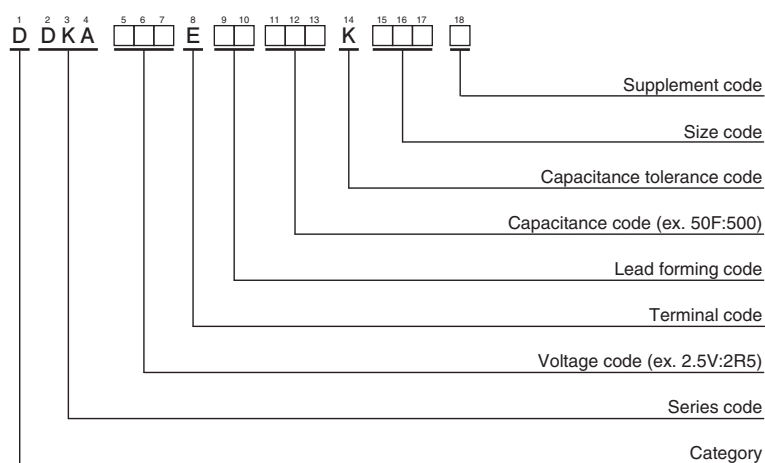 1 2 3 4 5 6 7 8 9 10 11 12 13 14 15 16 17 18
D DKA E K
Supplement code
Size code
Capacitance tolerance code
Capacitance code (ex. 50F:500)
Lead forming code
Terminal code
Voltage code (ex. 2.5V:2R5)
Series code
Category